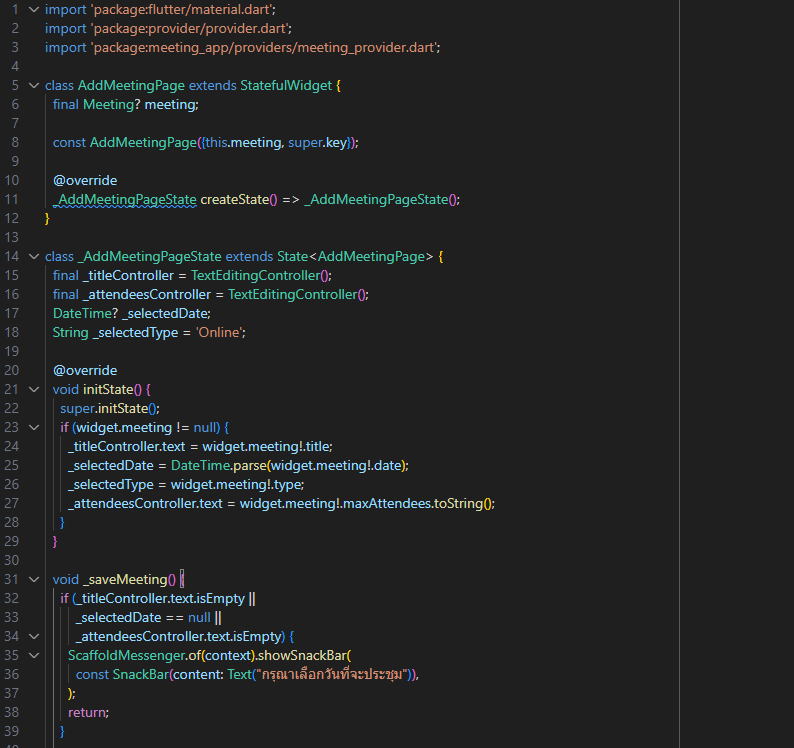 1 import 'package:flutter/material.dart';
2 import 'package:provider/provider.dart';
3 import 'package:meeting_app/providers/meeting_provider.dart';
4
5 class AddMeetingPage extends StatefulWidget {
6 final Meeting? meeting;
7
8 const AddMeetingPage({this.meeting, super.key});
9
10 @override
11 _AddMeetingPageState createState() => _AddMeetingPageState();
12 }
13
14 class _AddMeetingPageState extends State<AddMeetingPage> {
15 final _titleController = TextEditingController();
16 final _attendeesController = TextEditingController();
17 DateTime? _selectedDate;
18 String _selectedType = 'Online';
19
20 @override
21 void initState() {
22 super.initState();
23 if (widget.meeting != null) {
24 _titleController.text = widget.meeting!.title;
25 _selectedDate = DateTime.parse(widget.meeting!.date);
26 _selectedType = widget.meeting!.type;
27 _attendeesController.text = widget.meeting!.maxAttendees.toString();
28 }
29 }
30
31 void _saveMeeting() {
32 if (_titleController.text.isEmpty ||
33 _selectedDate == null ||
34 _attendeesController.text.isEmpty) {
35 ScaffoldMessenger.of(context).showSnackBar(
36 const SnackBar(content: Text("กรุณาเลือกวันที่จะประชุม")),
37 );
38 return;
39 }